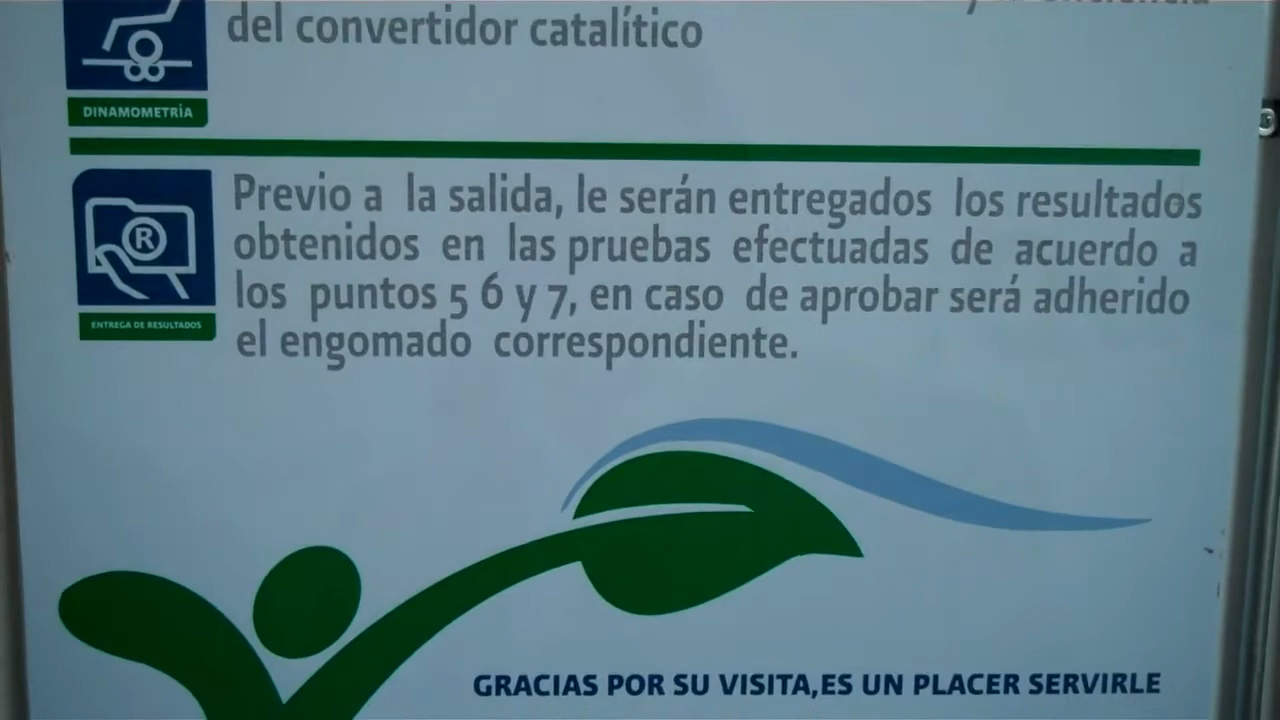 del convertidor catalítico
DINAMOMETRÍA
Previo a la salida, le serán entregados los resultados
obtenidos en las pruebas efectuadas de acuerdo a
los puntos 5 6 y 7, en caso de aprobar será adherido
el engomado correspondiente.
R
ENTREGA DE RESULTADOS
GRACIAS POR SU VISITA,ES UN PLACER SERVIRLE